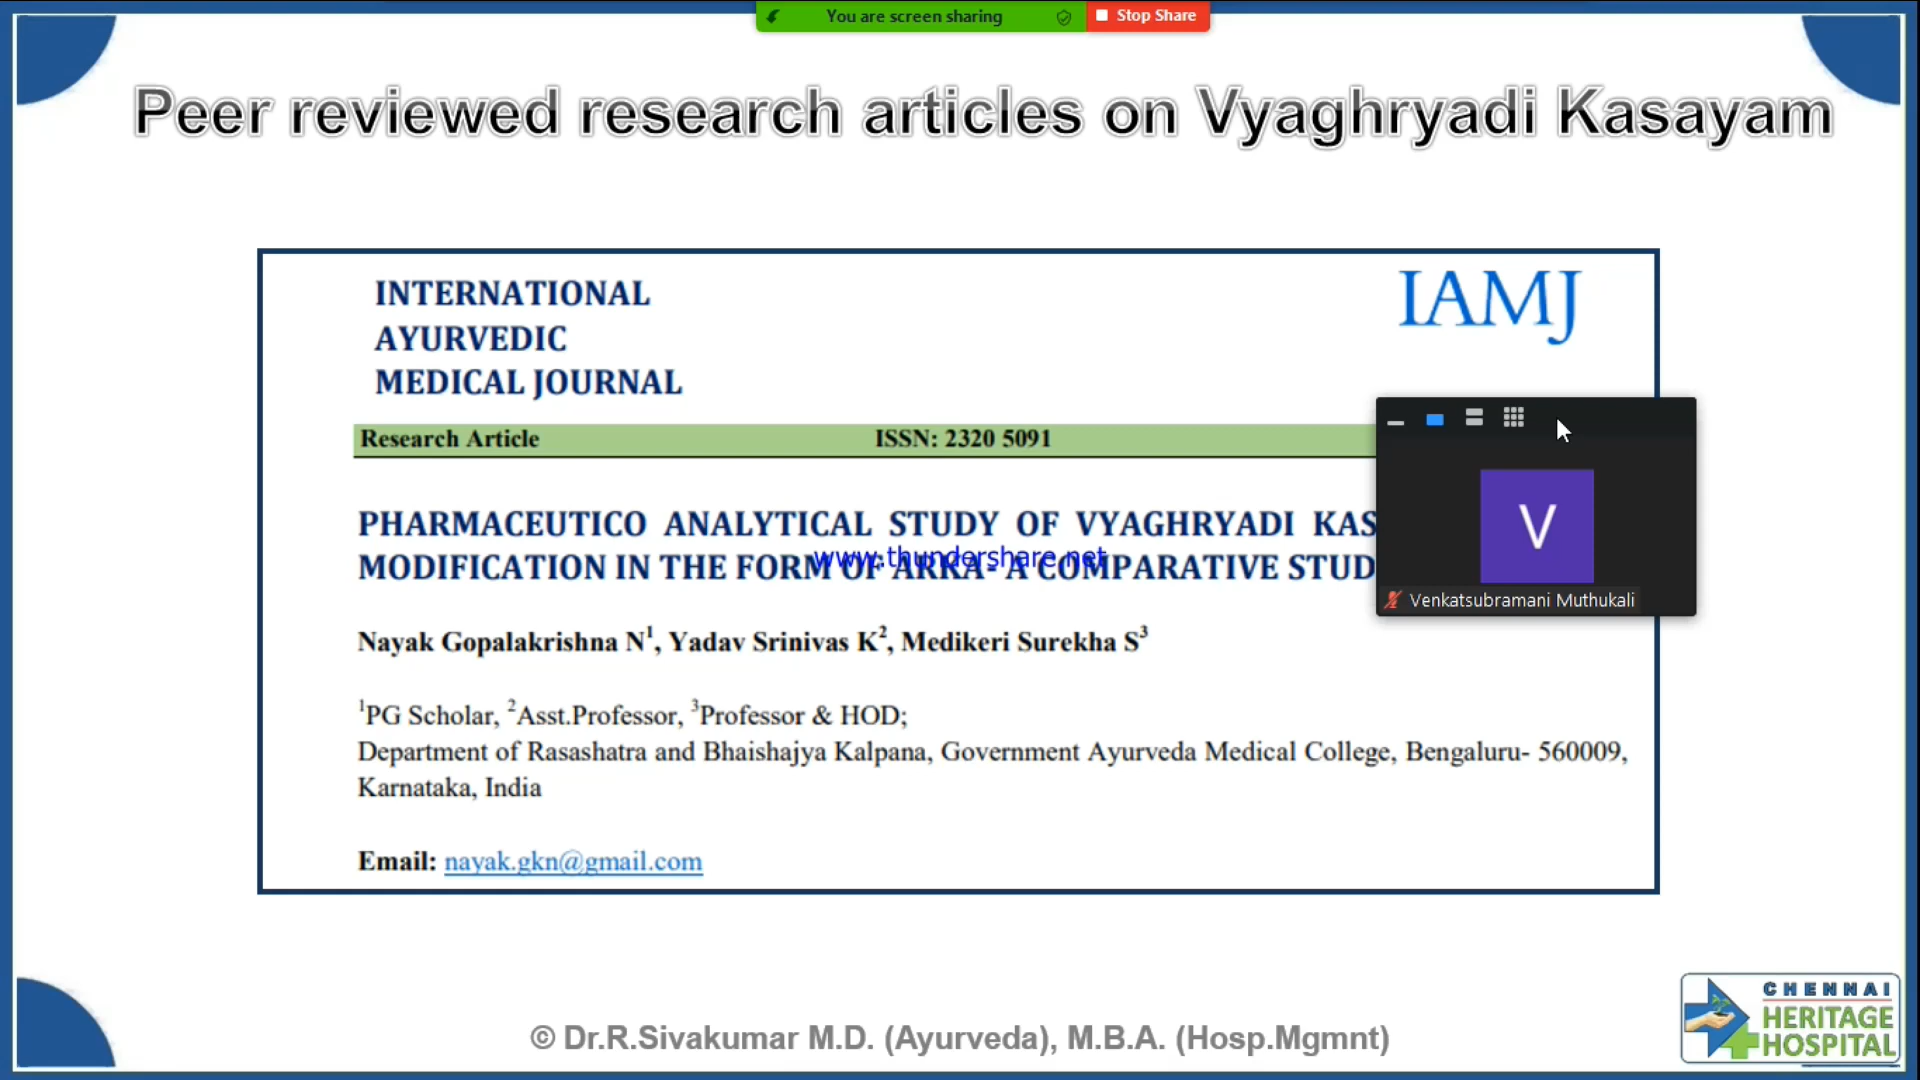 You are screen sharing
Stop Share
Peer reviewed research articles on Vyaghryadi Kasayam
INTERNATIONAL
AYURVEDIC
MEDICAL JOURNAL
IAMJ
Research Article ISSN: 2320 5091
PHARMACEUTICO ANALYTICAL STUDY OF VYAGHRYADI KAS
MODIFICATION IN THE FORM OF ARKA- A COMPARATIVE STUD
www.thundershare.net
V
Venkatsubramani Muthukali
Nayak Gopalakrishna N1, Yadav Srinivas K2, Medikeri Surekha S3
1PG Scholar, 2Asst.Professor, 3Professor & HOD;
Department of Rasashatra and Bhaishajya Kalpana, Government Ayurveda Medical College, Bengaluru- 560009,
Karnataka, India
Email: nayak.gkn@gmail.com
© Dr.R.Sivakumar M.D. (Ayurveda), M.B.A. (Hosp.Mgmnt)
CHENNAI
HERITAGE
HOSPITAL